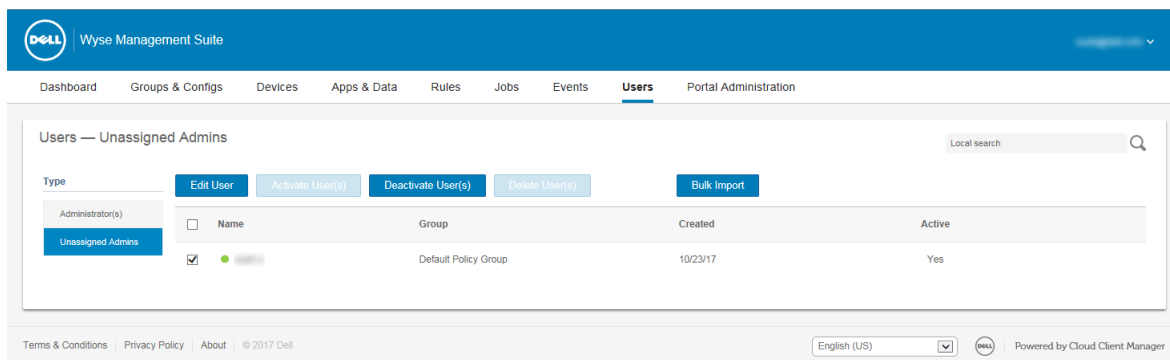 DELL Wyse Management Suite
Dashboard Groups & Configs Devices Apps & Data Rules Jobs Events Users Portal Administration
Users — Unassigned Admins
Local search
Type
Edit User Activate User(s) Deactivate User(s) Delete User(s) Bulk Import
Administrator(s)
Name Group Created Active
Unassigned Admins
Default Policy Group 10/23/17 Yes
Terms & Conditions Privacy Policy About © 2017 Dell English (US) DELL Powered by Cloud Client Manager